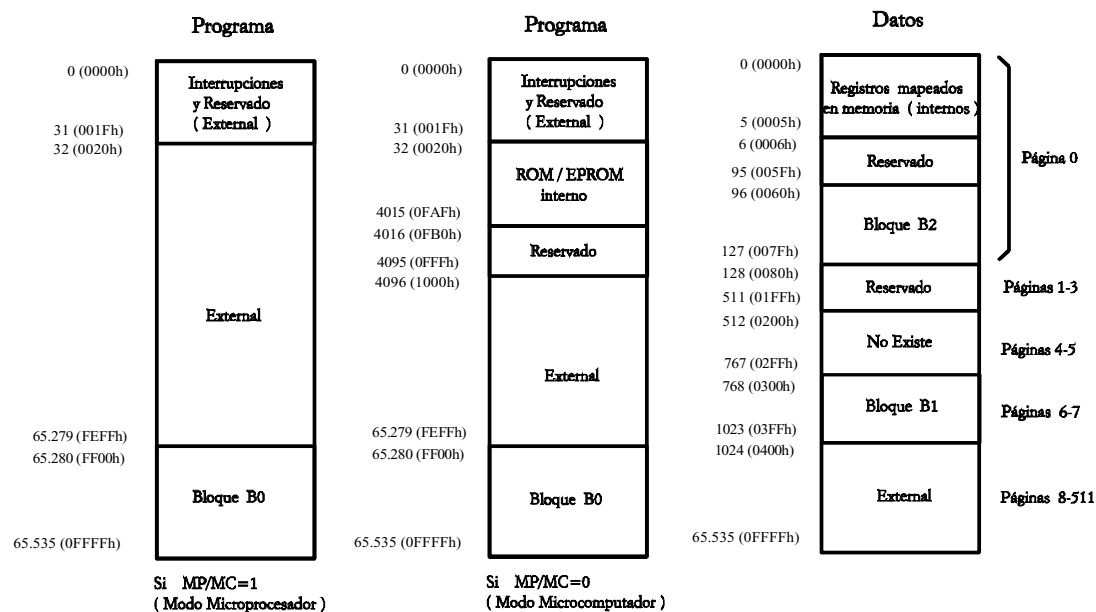 Programa
0 (0000h)
Interrupciones
y Reservado
( External )
31 (001Fh)
32 (0020h)
External
65.279 (FEFFh)
65.280 (FF00h)
Bloque B0
65.535 (0FFFFh)
Si MP/MC=1
( Modo Microprocesador )
Programa
0 (0000h)
Interrupciones
y Reservado
( External )
31 (001Fh)
32 (0020h)
ROM / EPROM
interno
4015 (0FAFh)
4016 (0FB0h)
Reservado
4095 (0FFFh)
4096 (1000h)
External
65.279 (FEFFh)
65.280 (FF00h)
Bloque B0
65.535 (0FFFFh)
Si MP/MC=0
( Modo Microcomputador )
Datos
0 (0000h)
Registros mapeados
en memoria ( internos )
5 (0005h)
6 (0006h)
Reservado
95 (005Fh)
96 (0060h)
Página 0
Bloque B2
127 (007Fh)
128 (0080h)
Reservado
Páginas 1-3
511 (01FFh)
512 (0200h)
No Existe
Páginas 4-5
767 (02FFh)
768 (0300h)
Bloque B1
Páginas 6-7
1023 (03FFh)
1024 (0400h)
External
Páginas 8-511
65.535 (0FFFFh)